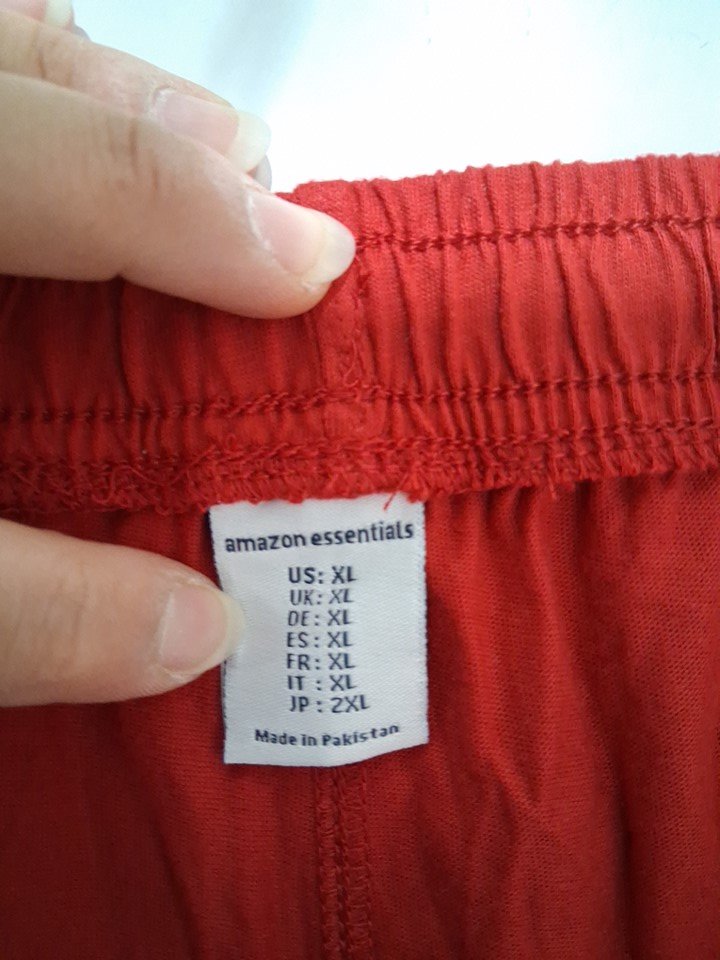 amazon essentials
US: XL
UK: XL
DE: XL
ES: XL
FR: XL
IT : XL
JP : 2XL
Made in Pakistan